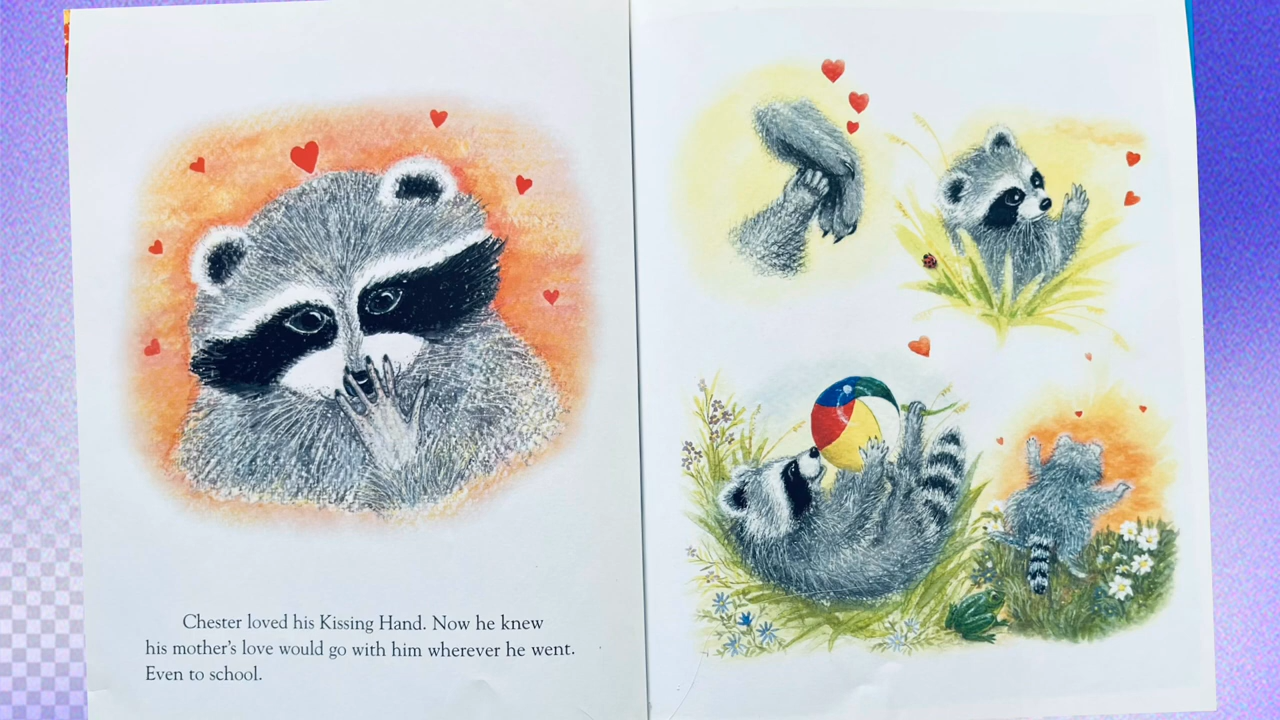 Chester loved his Kissing Hand. Now he knew
his mother's love would go with him wherever he went.
Even to school.